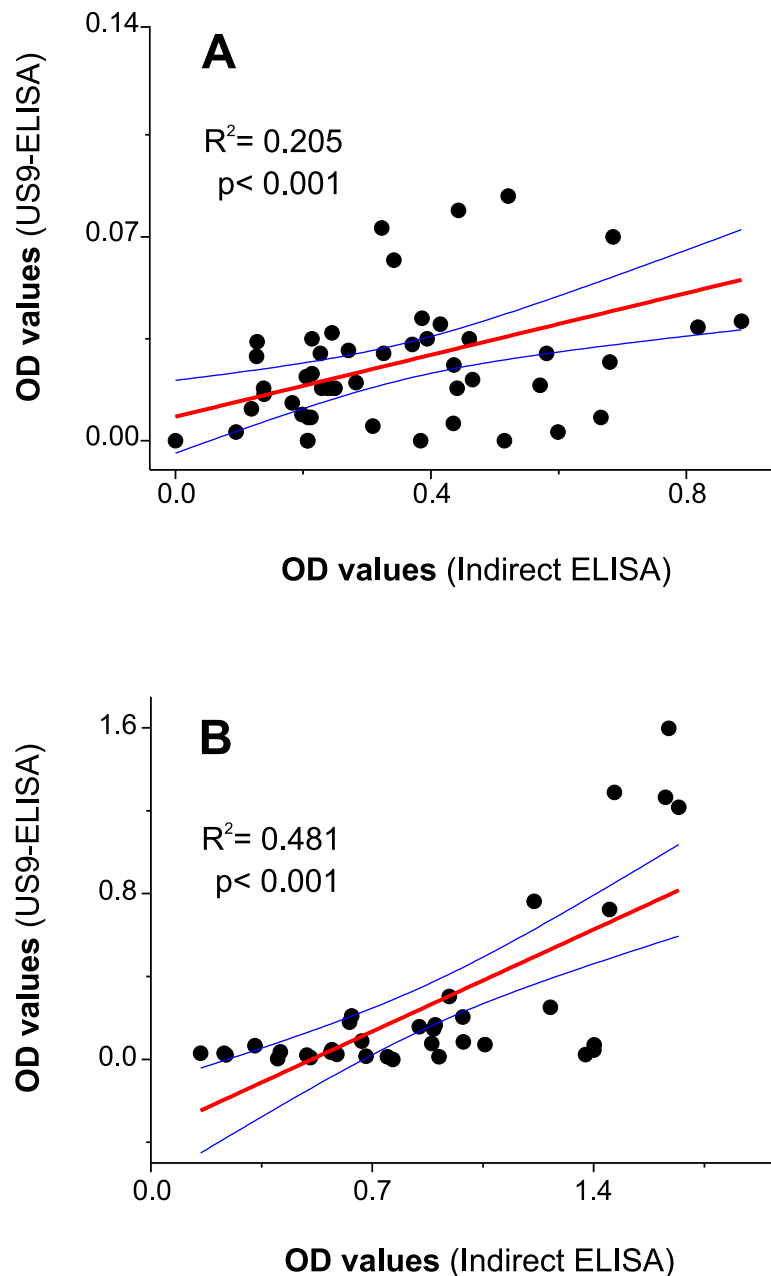 0.14
A
R²= 0.205
p< 0.001
0.07
0.00
OD values (US9-ELISA)
0.0 0.4 0.8
OD values (Indirect ELISA)
1.6
B
R²= 0.481
p< 0.001
0.8
0.0
OD values (US9-ELISA)
0.0 0.7 1.4
OD values (Indirect ELISA)